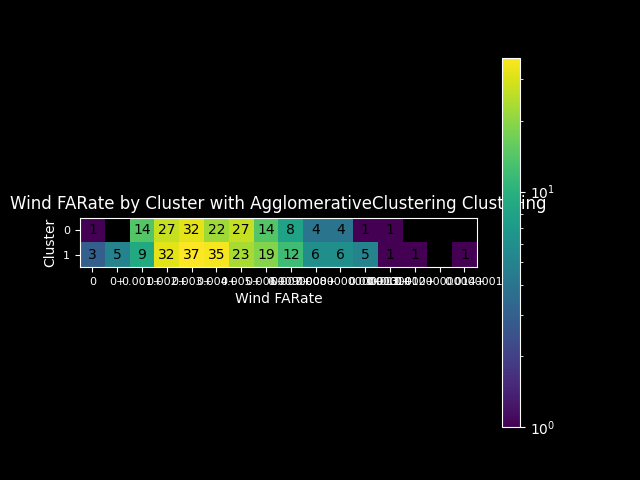 Wind FARate by Cluster with AgglomerativeClustering Clustering
Cluster
0
1 14 27 32 22 27 14 8 4 4 1 1
1
3 5 9 32 37 35 23 19 12 6 6 5 1 1 1
0
Wind FARate
10^1
10^0